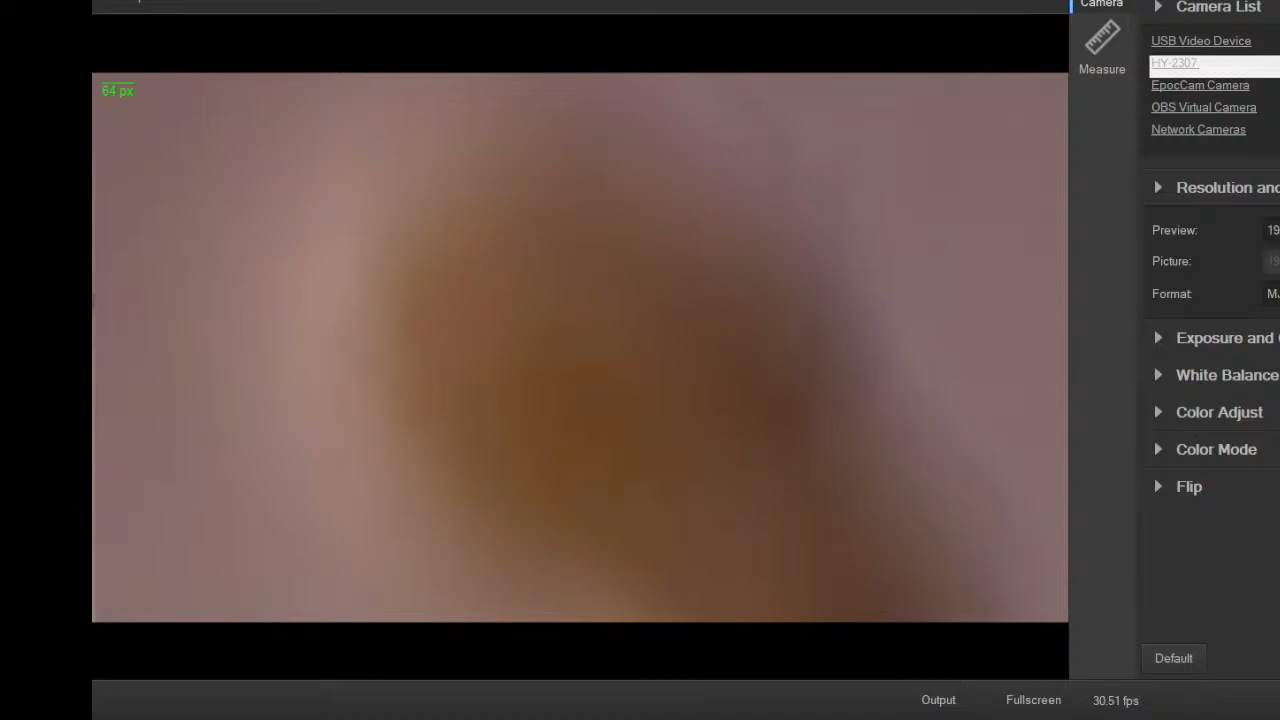 Camera
Camera List
USB Video Device
Measure
HY-2307
64 px
EpocCam Camera
OBS Virtual Camera
Network Cameras
Resolution and
Preview: 19
Picture: 19
Format:
Exposure and
White Balance
Color Adjust
Color Mode
Flip
Default
Output Fullscreen 30.51 fps